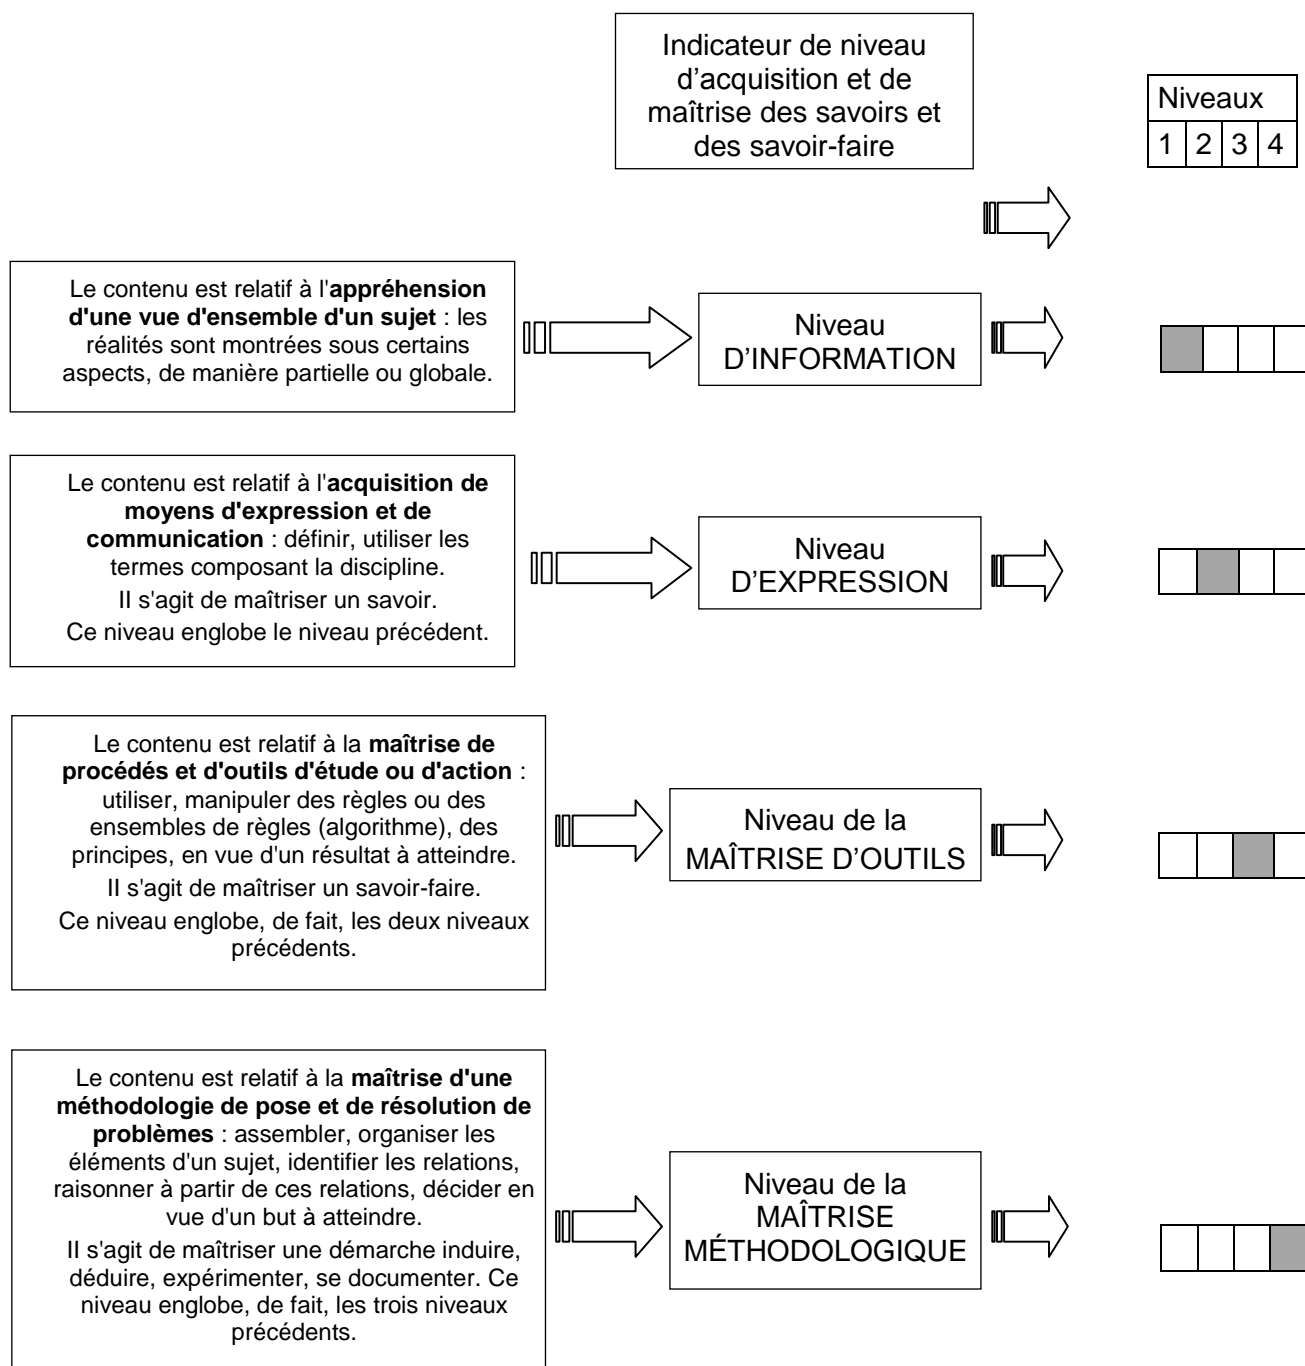 Indicateur de niveau
d’acquisition et de
maîtrise des savoirs et
des savoir-faire
Niveaux
1 2 3 4
Le contenu est relatif à l'appréhension
d'une vue d'ensemble d'un sujet : les
réalités sont montrées sous certains
aspects, de manière partielle ou globale.
Niveau
D’INFORMATION
Le contenu est relatif à l'acquisition de
moyens d'expression et de
communication : définir, utiliser les
termes composant la discipline.
II s'agit de maîtriser un savoir.
Ce niveau englobe le niveau précédent.
Niveau
D’EXPRESSION
Le contenu est relatif à la maîtrise de
procédés et d'outils d'étude ou d'action :
utiliser, manipuler des règles ou des
ensembles de règles (algorithme), des
principes, en vue d'un résultat à atteindre.
II s'agit de maîtriser un savoir-faire.
Ce niveau englobe, de fait, les deux niveaux
précédents.
Niveau de la
MAÎTRISE D’OUTILS
Le contenu est relatif à la maîtrise d'une
méthodologie de pose et de résolution de
problèmes : assembler, organiser les
éléments d'un sujet, identifier les relations,
raisonner à partir de ces relations, décider en
vue d'un but à atteindre.
II s'agit de maîtriser une démarche induire,
déduire, expérimenter, se documenter. Ce
niveau englobe, de fait, les trois niveaux
précédents.
Niveau de la
MAÎTRISE
MÉTHODOLOGIQUE